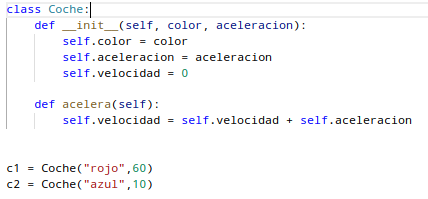 class Coche:
    def __init__(self, color, aceleracion):
        self.color = color
        self.aceleracion = aceleracion
        self.velocidad = 0

    def acelera(self):
        self.velocidad = self.velocidad + self.aceleracion


c1 = Coche("rojo",60)
c2 = Coche("azul",10)